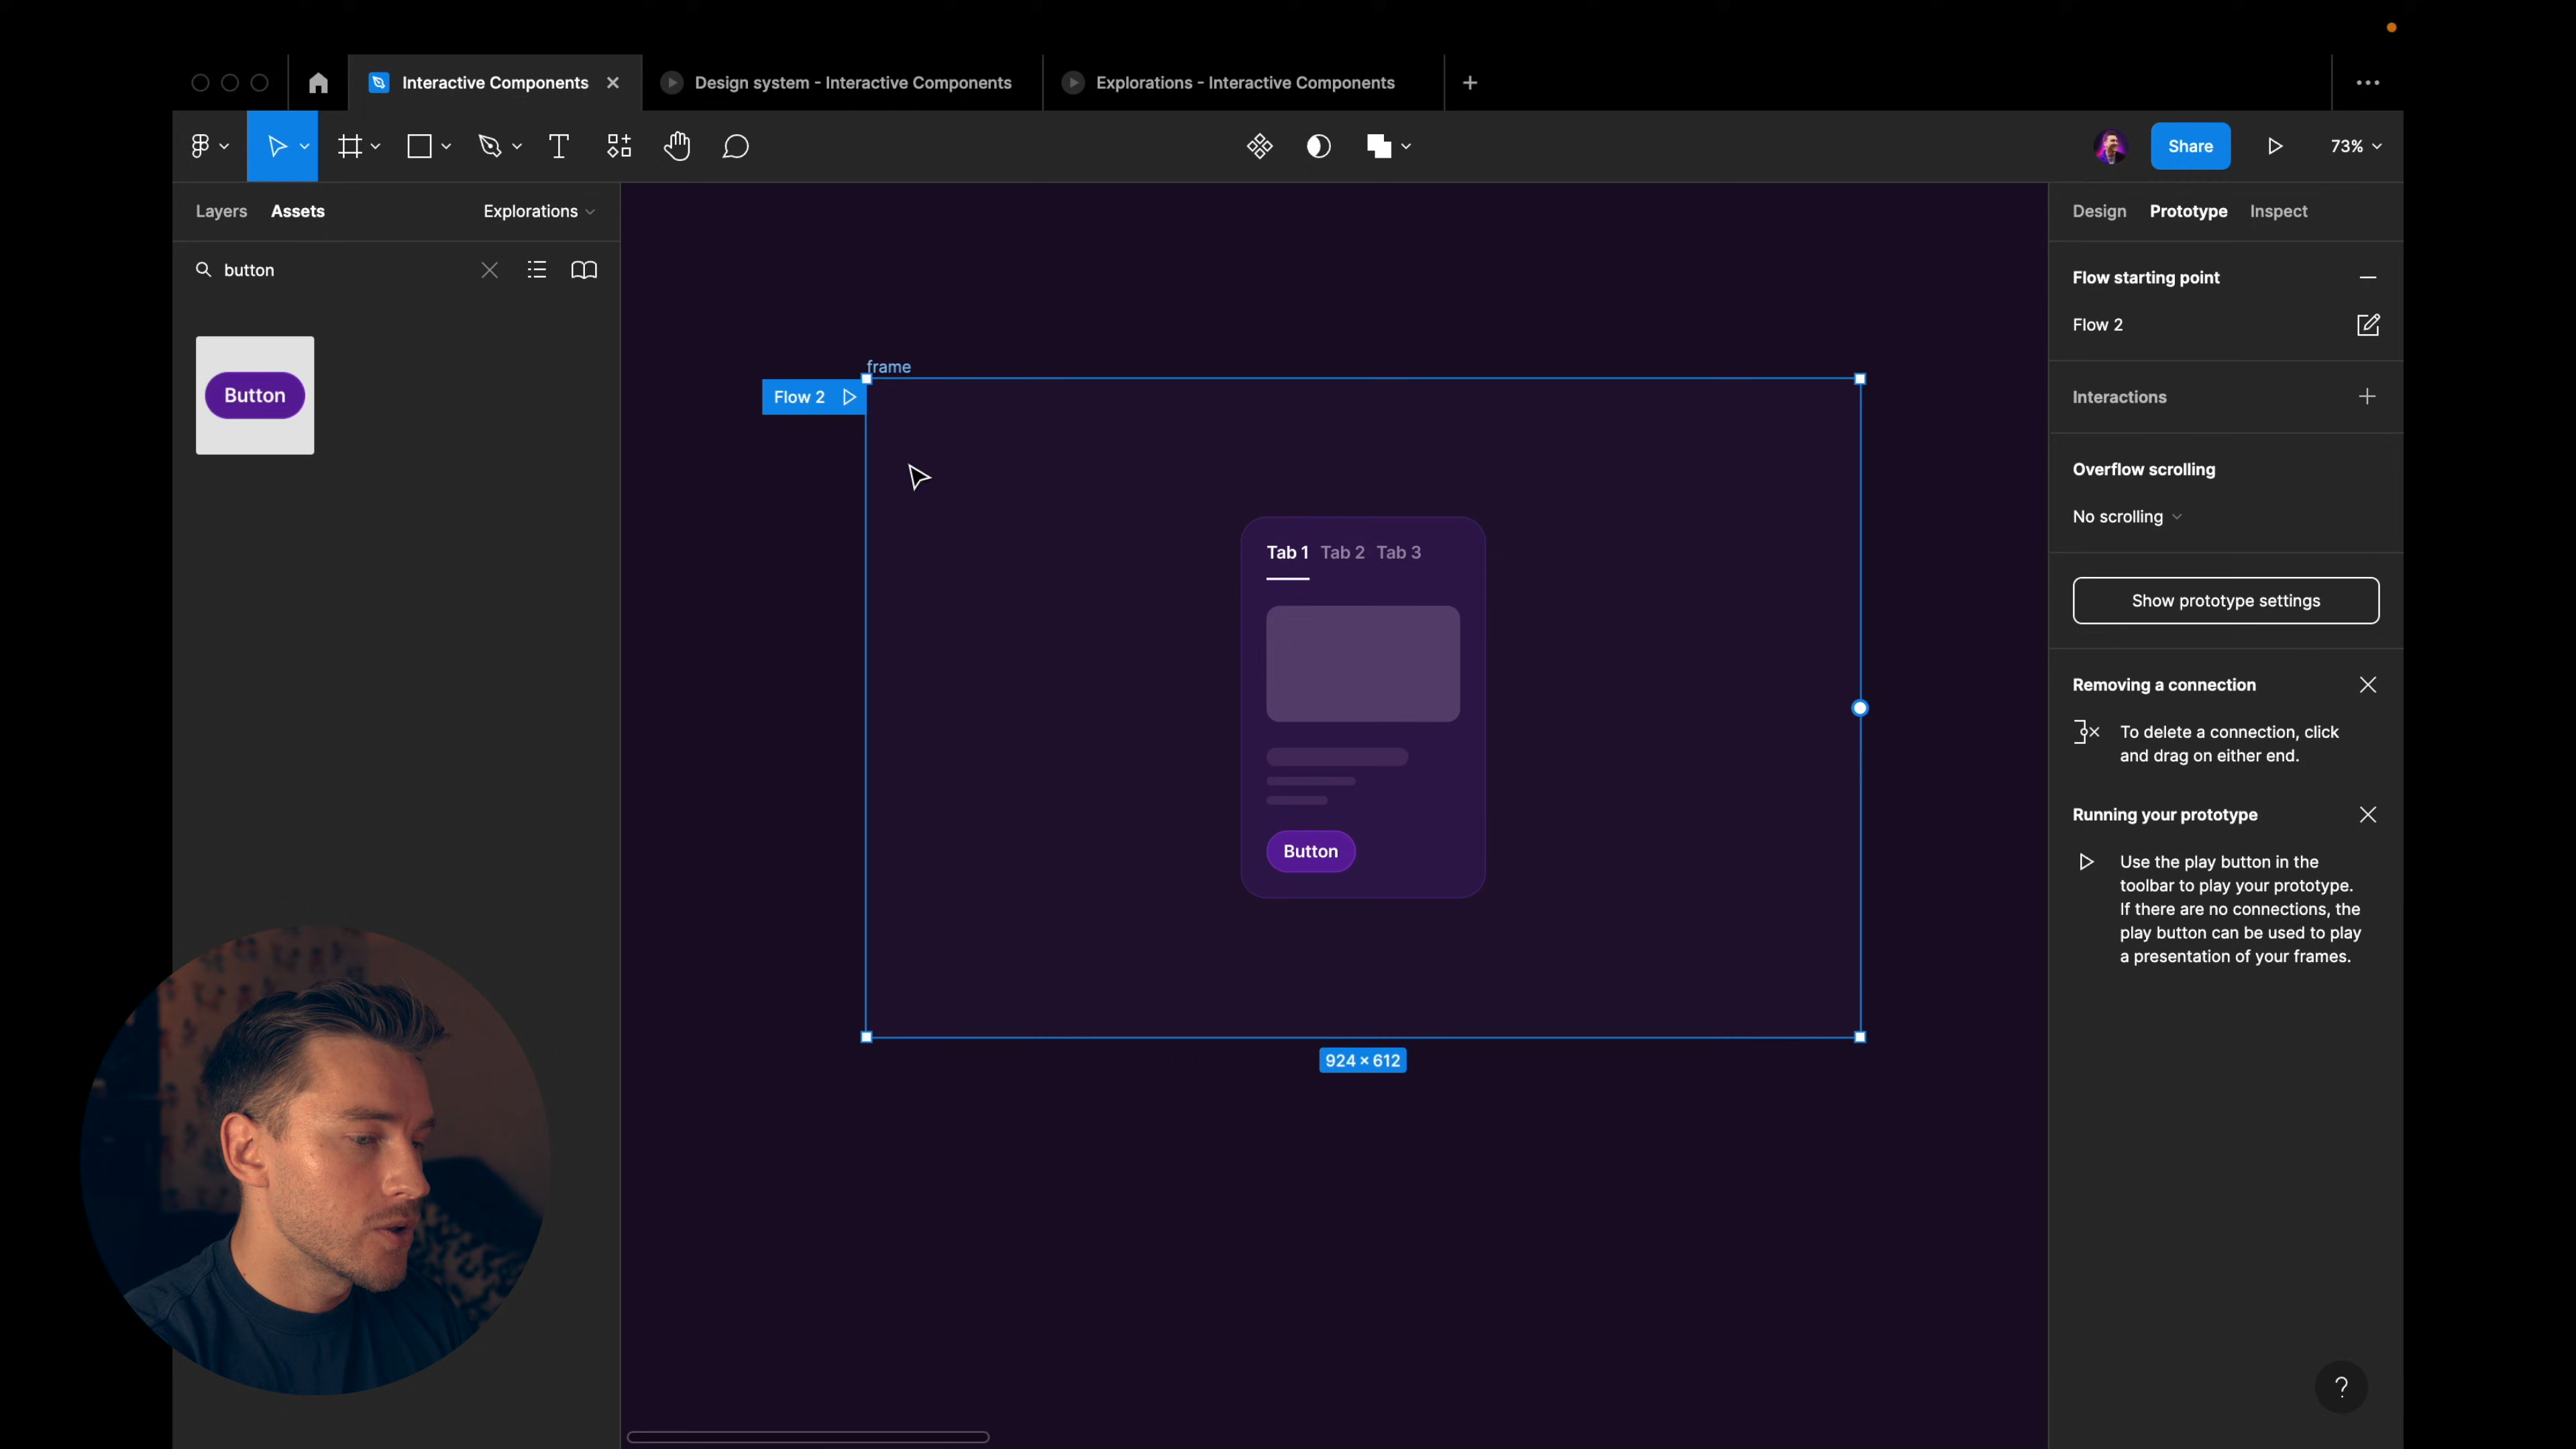 Interactive Components
Design system - Interactive Components
Explorations - Interactive Components
Share
73%
Layers
Assets
Explorations
Design
Prototype
Inspect
button
Button
frame
Flow 2
Tab 1
Tab 2
Tab 3
Button
924 × 612
Flow starting point
Flow 2
Interactions
Overflow scrolling
No scrolling
Show prototype settings
Removing a connection
To delete a connection, click
and drag on either end.
Running your prototype
Use the play button in the
toolbar to play your prototype.
If there are no connections, the
play button can be used to play
a presentation of your frames.
?